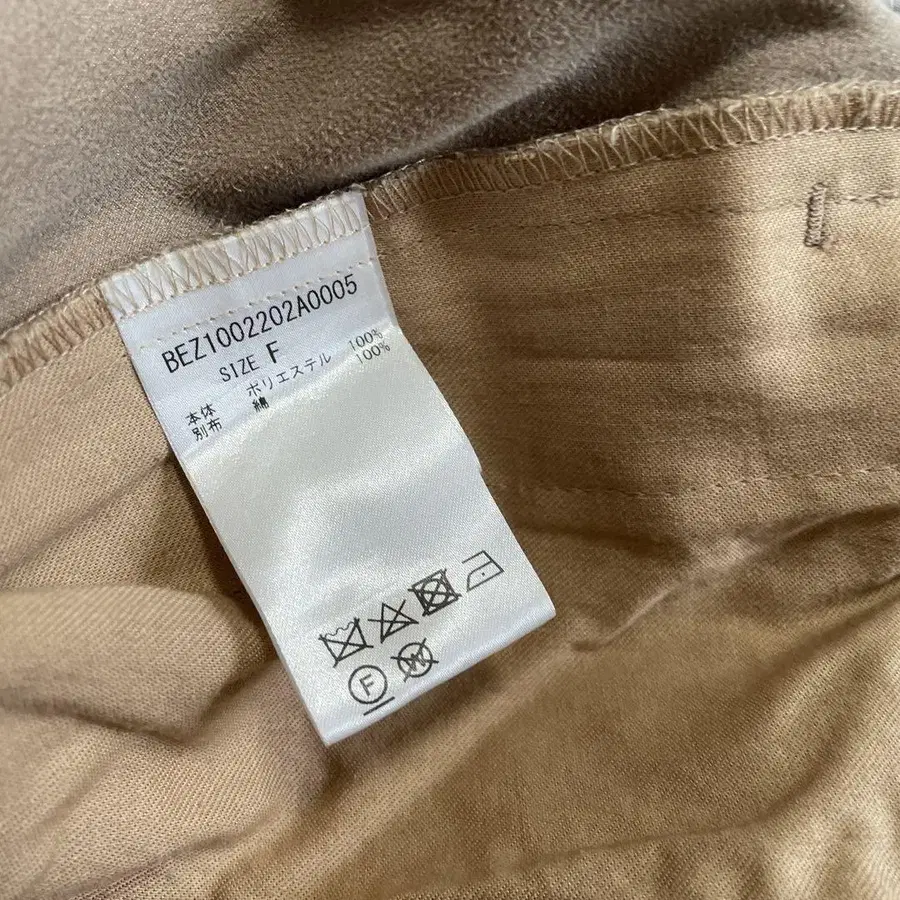 BEZ1002202A0005
SIZE F
本体 ポリエステル 100%
別布 綿 100%
F
W